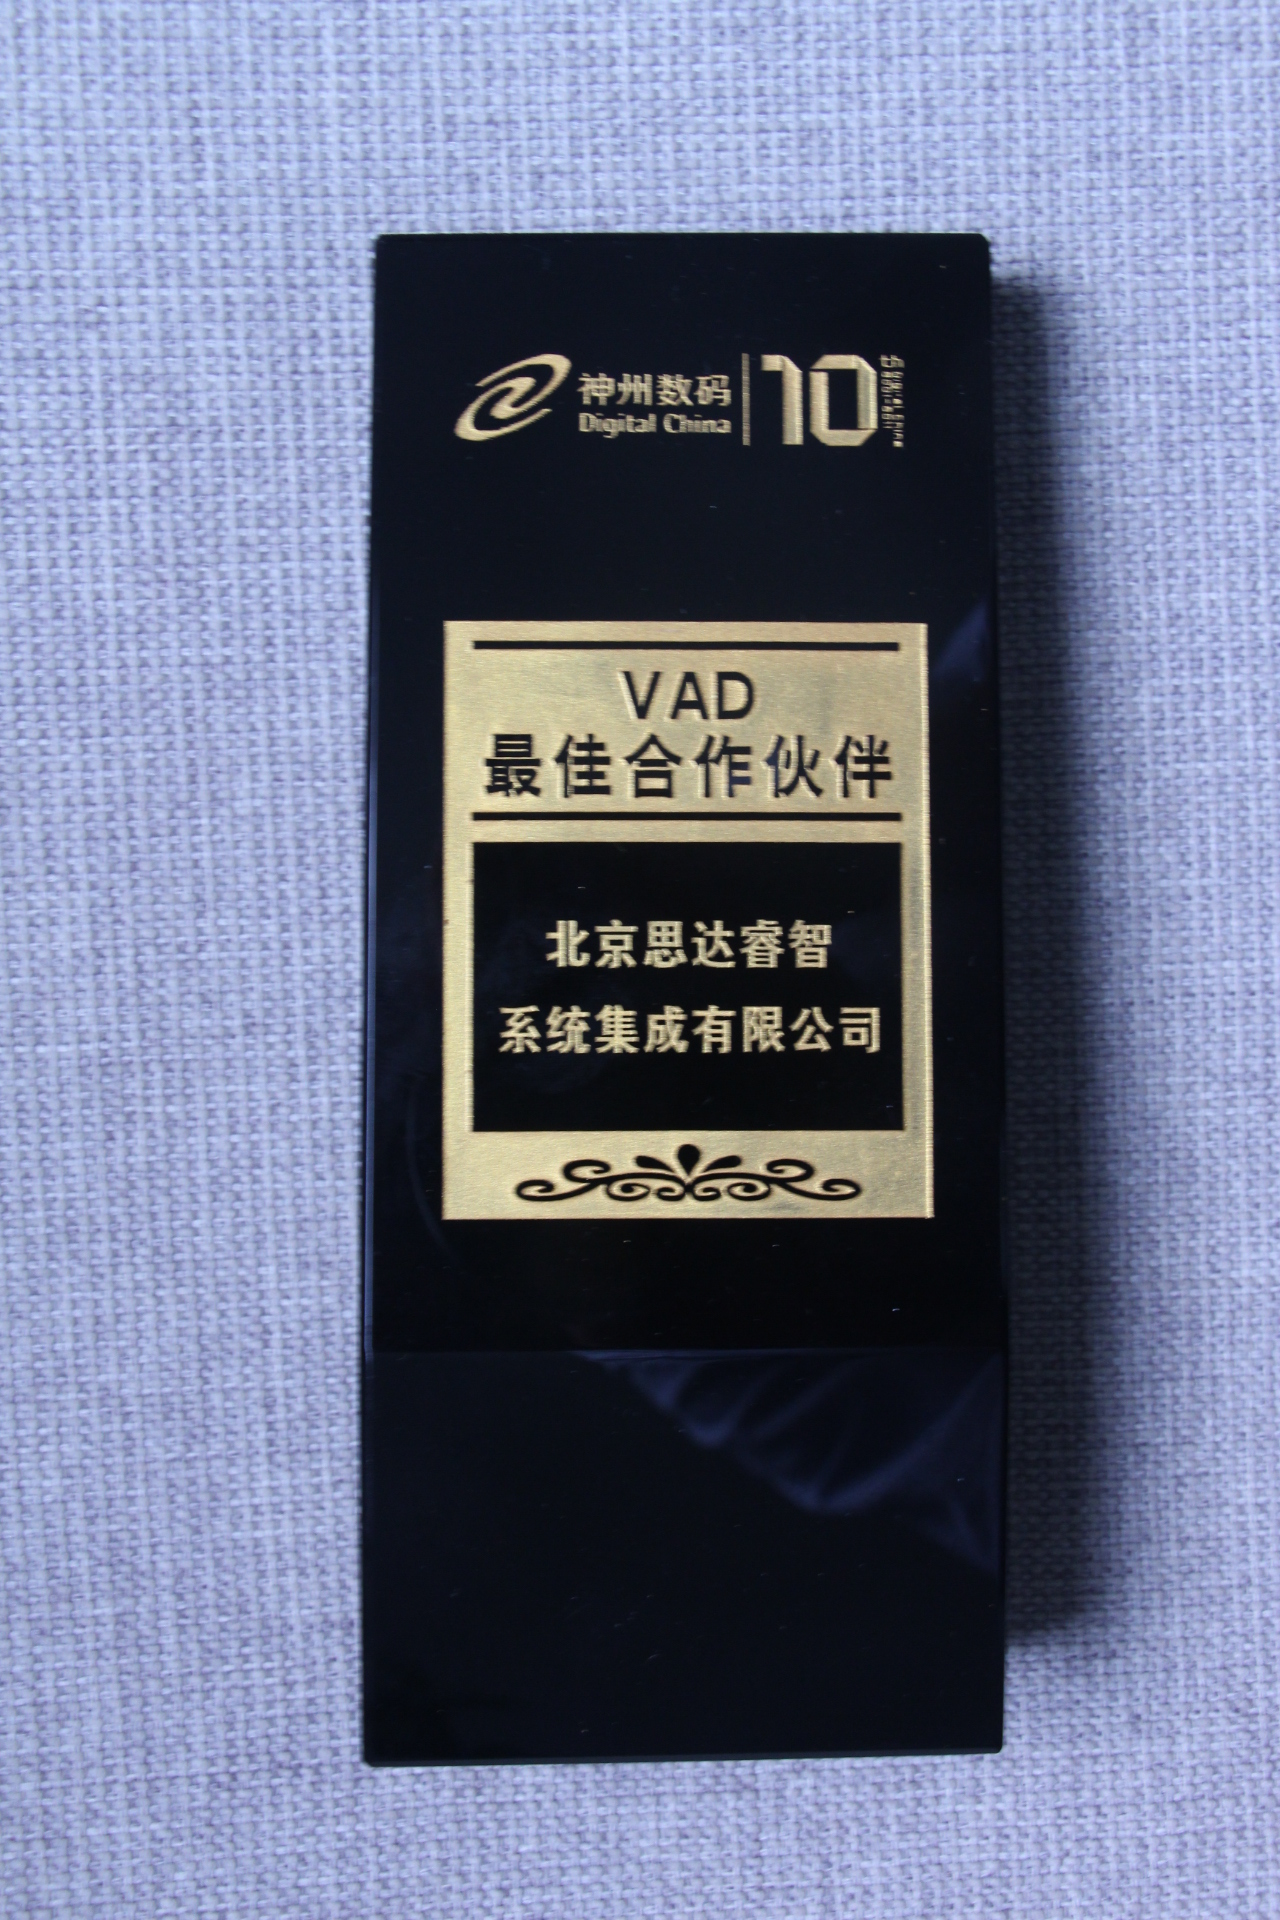 神州数码
Digital China
10
th
VAD
最佳合作伙伴
北京思达睿智
系统集成有限公司